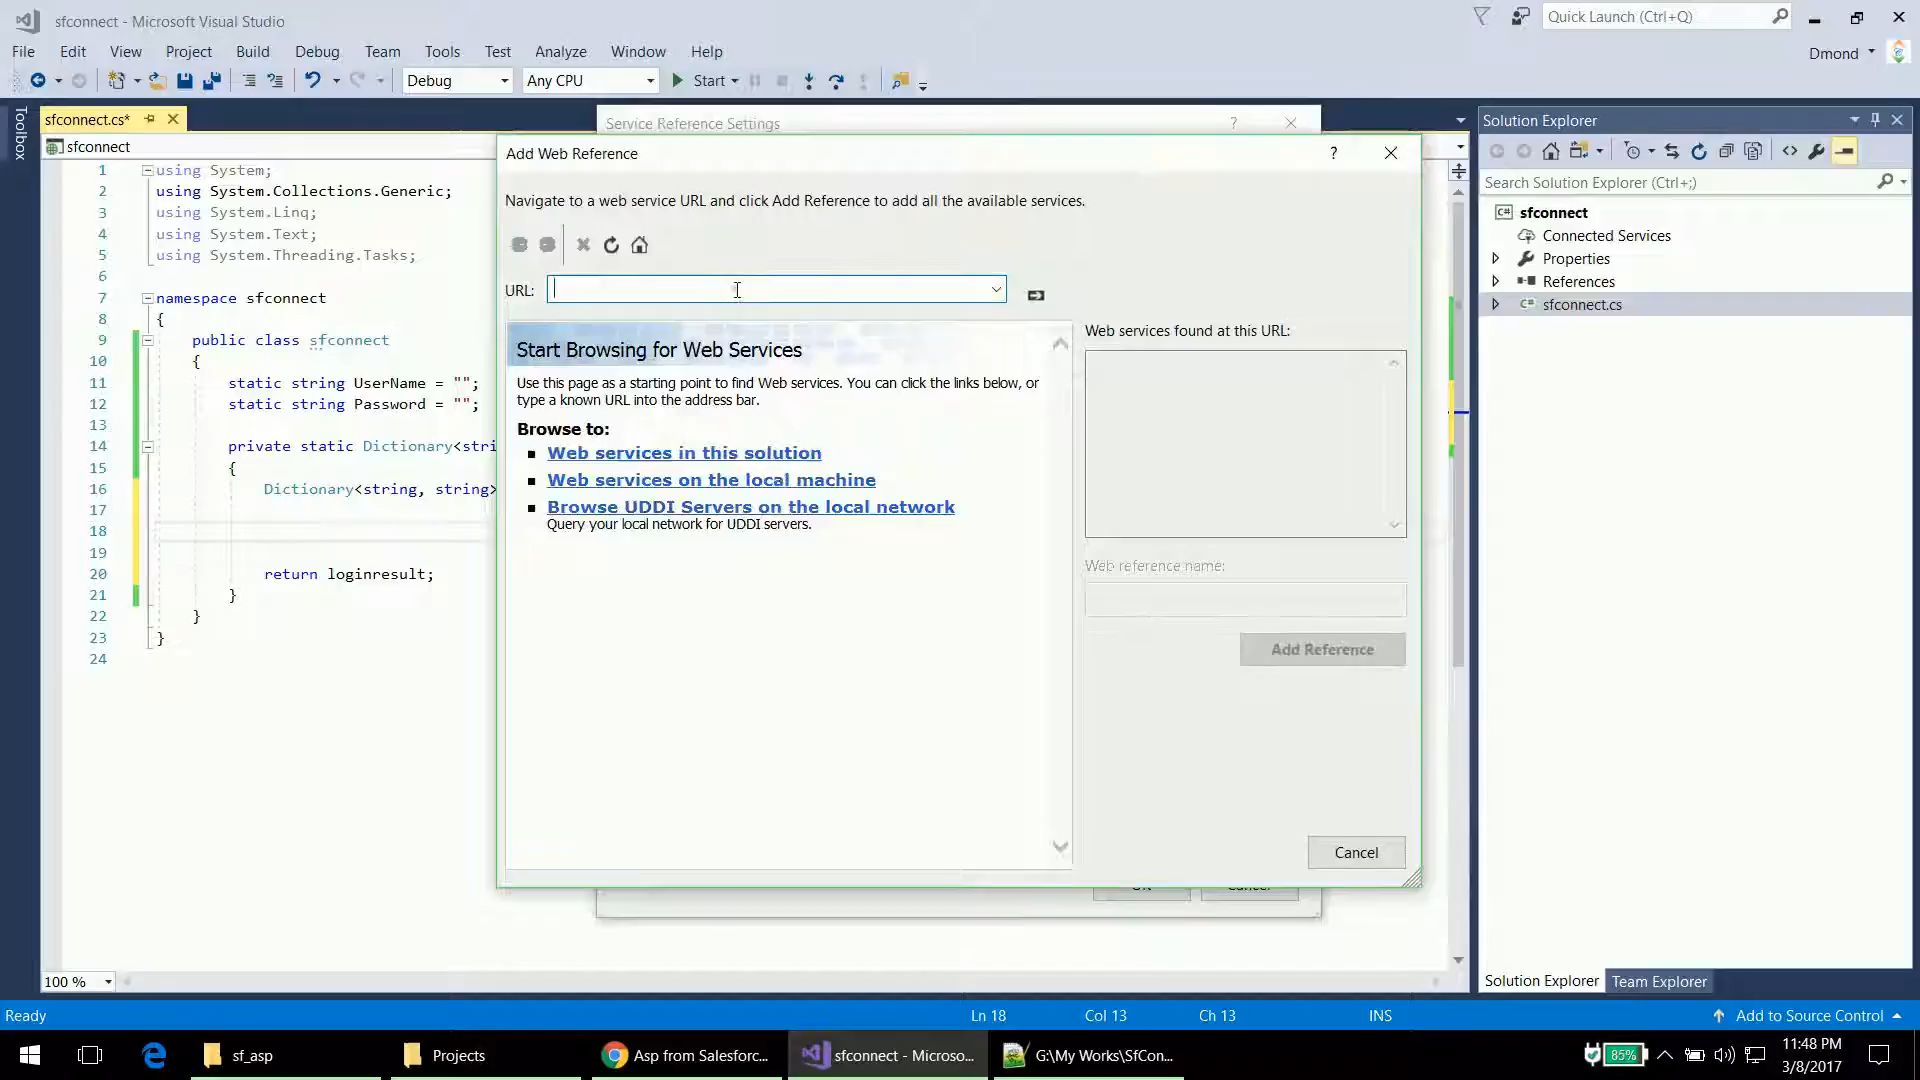 sfconnect - Microsoft Visual Studio
Quick Launch (Ctrl+Q)
File Edit View Project Build Debug Team Tools Test Analyze Window Help
Dmond
Debug Any CPU Start
Toolbox
sfconnect.cs*
sfconnect
1 using System;
2 using System.Collections.Generic;
3 using System.Linq;
4 using System.Text;
5 using System.Threading.Tasks;
6
7 namespace sfconnect
8 {
9 public class sfconnect
10 {
11 static string UserName = "";
12 static string Password = "";
13
14 private static Dictionary<stri
15 {
16 Dictionary<string, string>
17
18
19
20 return loginresult;
21 }
22 }
23 }
24
100 %
Service Reference Settings
?
Add Web Reference
?
Navigate to a web service URL and click Add Reference to add all the available services.
URL:
Start Browsing for Web Services
Use this page as a starting point to find Web services. You can click the links below, or
type a known URL into the address bar.
Browse to:
Web services in this solution
Web services on the local machine
Browse UDDI Servers on the local network
Query your local network for UDDI servers.
Web services found at this URL:
Web reference name:
Add Reference
Cancel
Solution Explorer
Search Solution Explorer (Ctrl+;)
C# sfconnect
Connected Services
Properties
References
C# sfconnect.cs
Solution Explorer Team Explorer
Ready Ln 18 Col 13 Ch 13 INS Add to Source Control
sf_asp
Projects
Asp from Salesforc...
sfconnect - Microso...
G:\My Works\SfCon...
85%
11:48 PM
3/8/2017